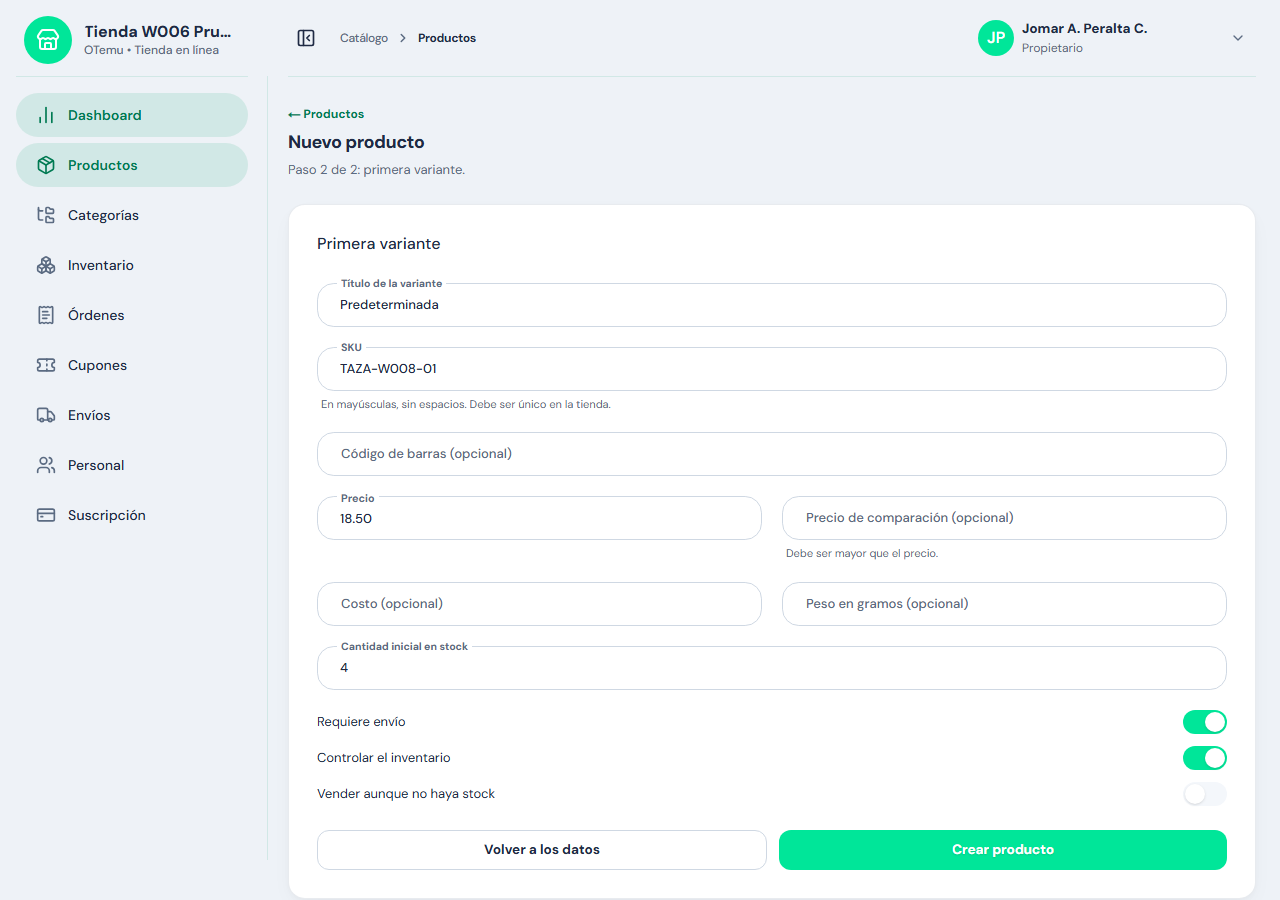 Tienda W006 Pru...
OTemu • Tienda en línea
Catálogo
Productos
JP
Jomar A. Peralta C.
Propietario
Dashboard
Productos
Categorías
Inventario
Órdenes
Cupones
Envíos
Personal
Suscripción
← Productos
Nuevo producto
Paso 2 de 2: primera variante.
Primera variante
Título de la variante
Predeterminada
SKU
TAZA-W008-01
En mayúsculas, sin espacios. Debe ser único en la tienda.
Código de barras (opcional)
Precio
18.50
Precio de comparación (opcional)
Debe ser mayor que el precio.
Costo (opcional)
Peso en gramos (opcional)
Cantidad inicial en stock
4
Requiere envío
Controlar el inventario
Vender aunque no haya stock
Volver a los datos
Crear producto